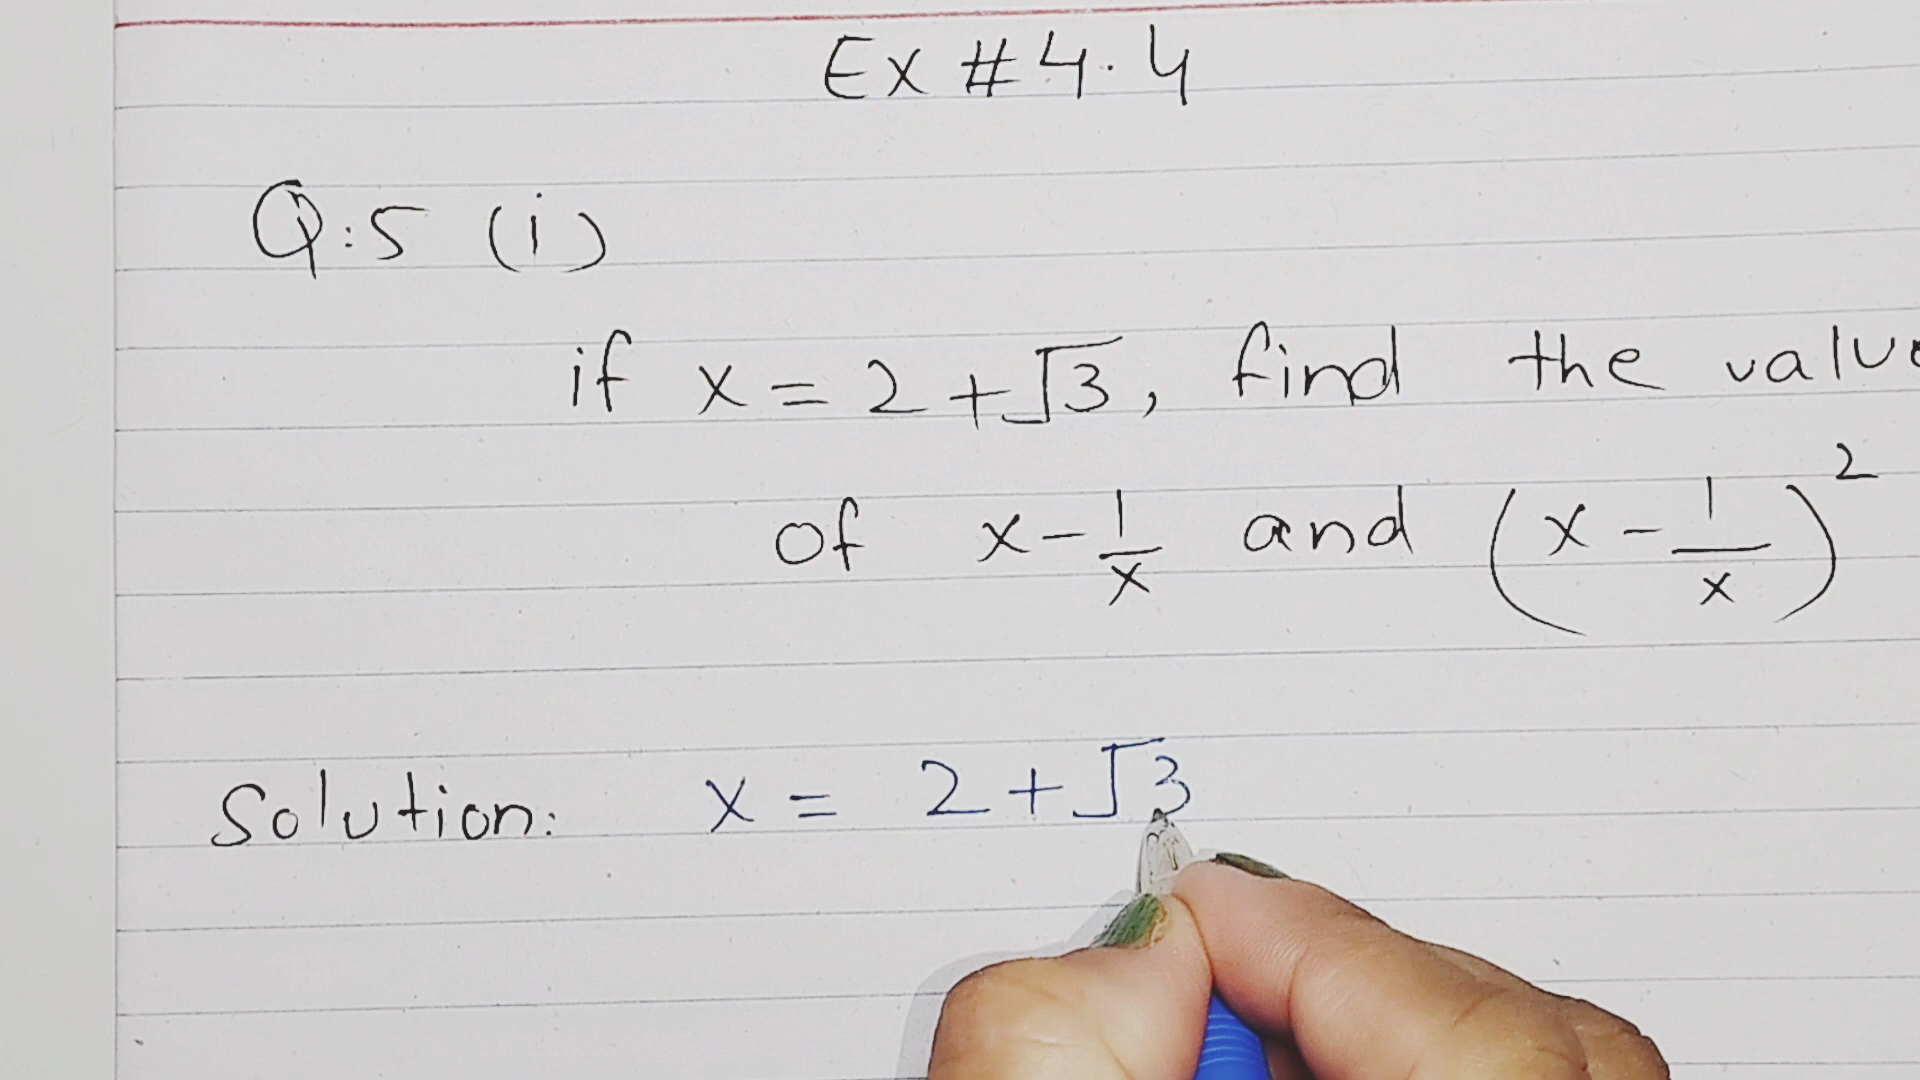 Ex # 4.4
Q:5 (i)
if x = 2 + √3, find the value
of x - 1/x and (x - 1/x)²
Solution: x = 2 + √3